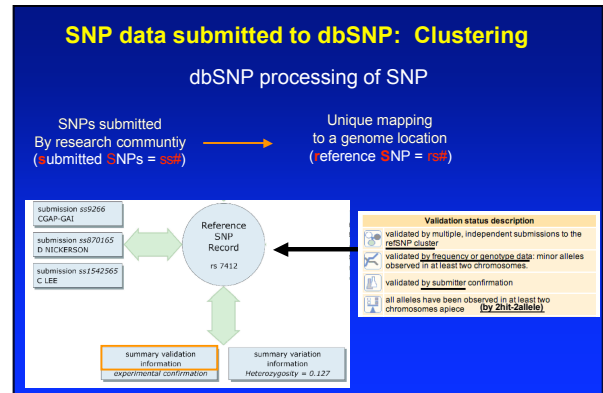 SNP data submitted to dbSNP: Clustering
dbSNP processing of SNP
SNPs submitted
By research communtiy
(submitted SNPs = ss#)
Unique mapping
to a genome location
(reference SNP = rs#)
submission ss9266
CGAP-GAI
submission ss870165
D NICKERSON
submission ss1542565
C LEE
Reference
SNP
Record
rs 7412
summary validation
information
experimental confirmation
summary variation
information
Heterozygosity = 0.127
Validation status description
validated by multiple, independent submissions to the
refSNP cluster
validated by frequency or genotype data: minor alleles
observed in at least two chromosomes.
validated by submitter confirmation
all alleles have been observed in at least two
chromosomes apiece (by 2hit-2allele)